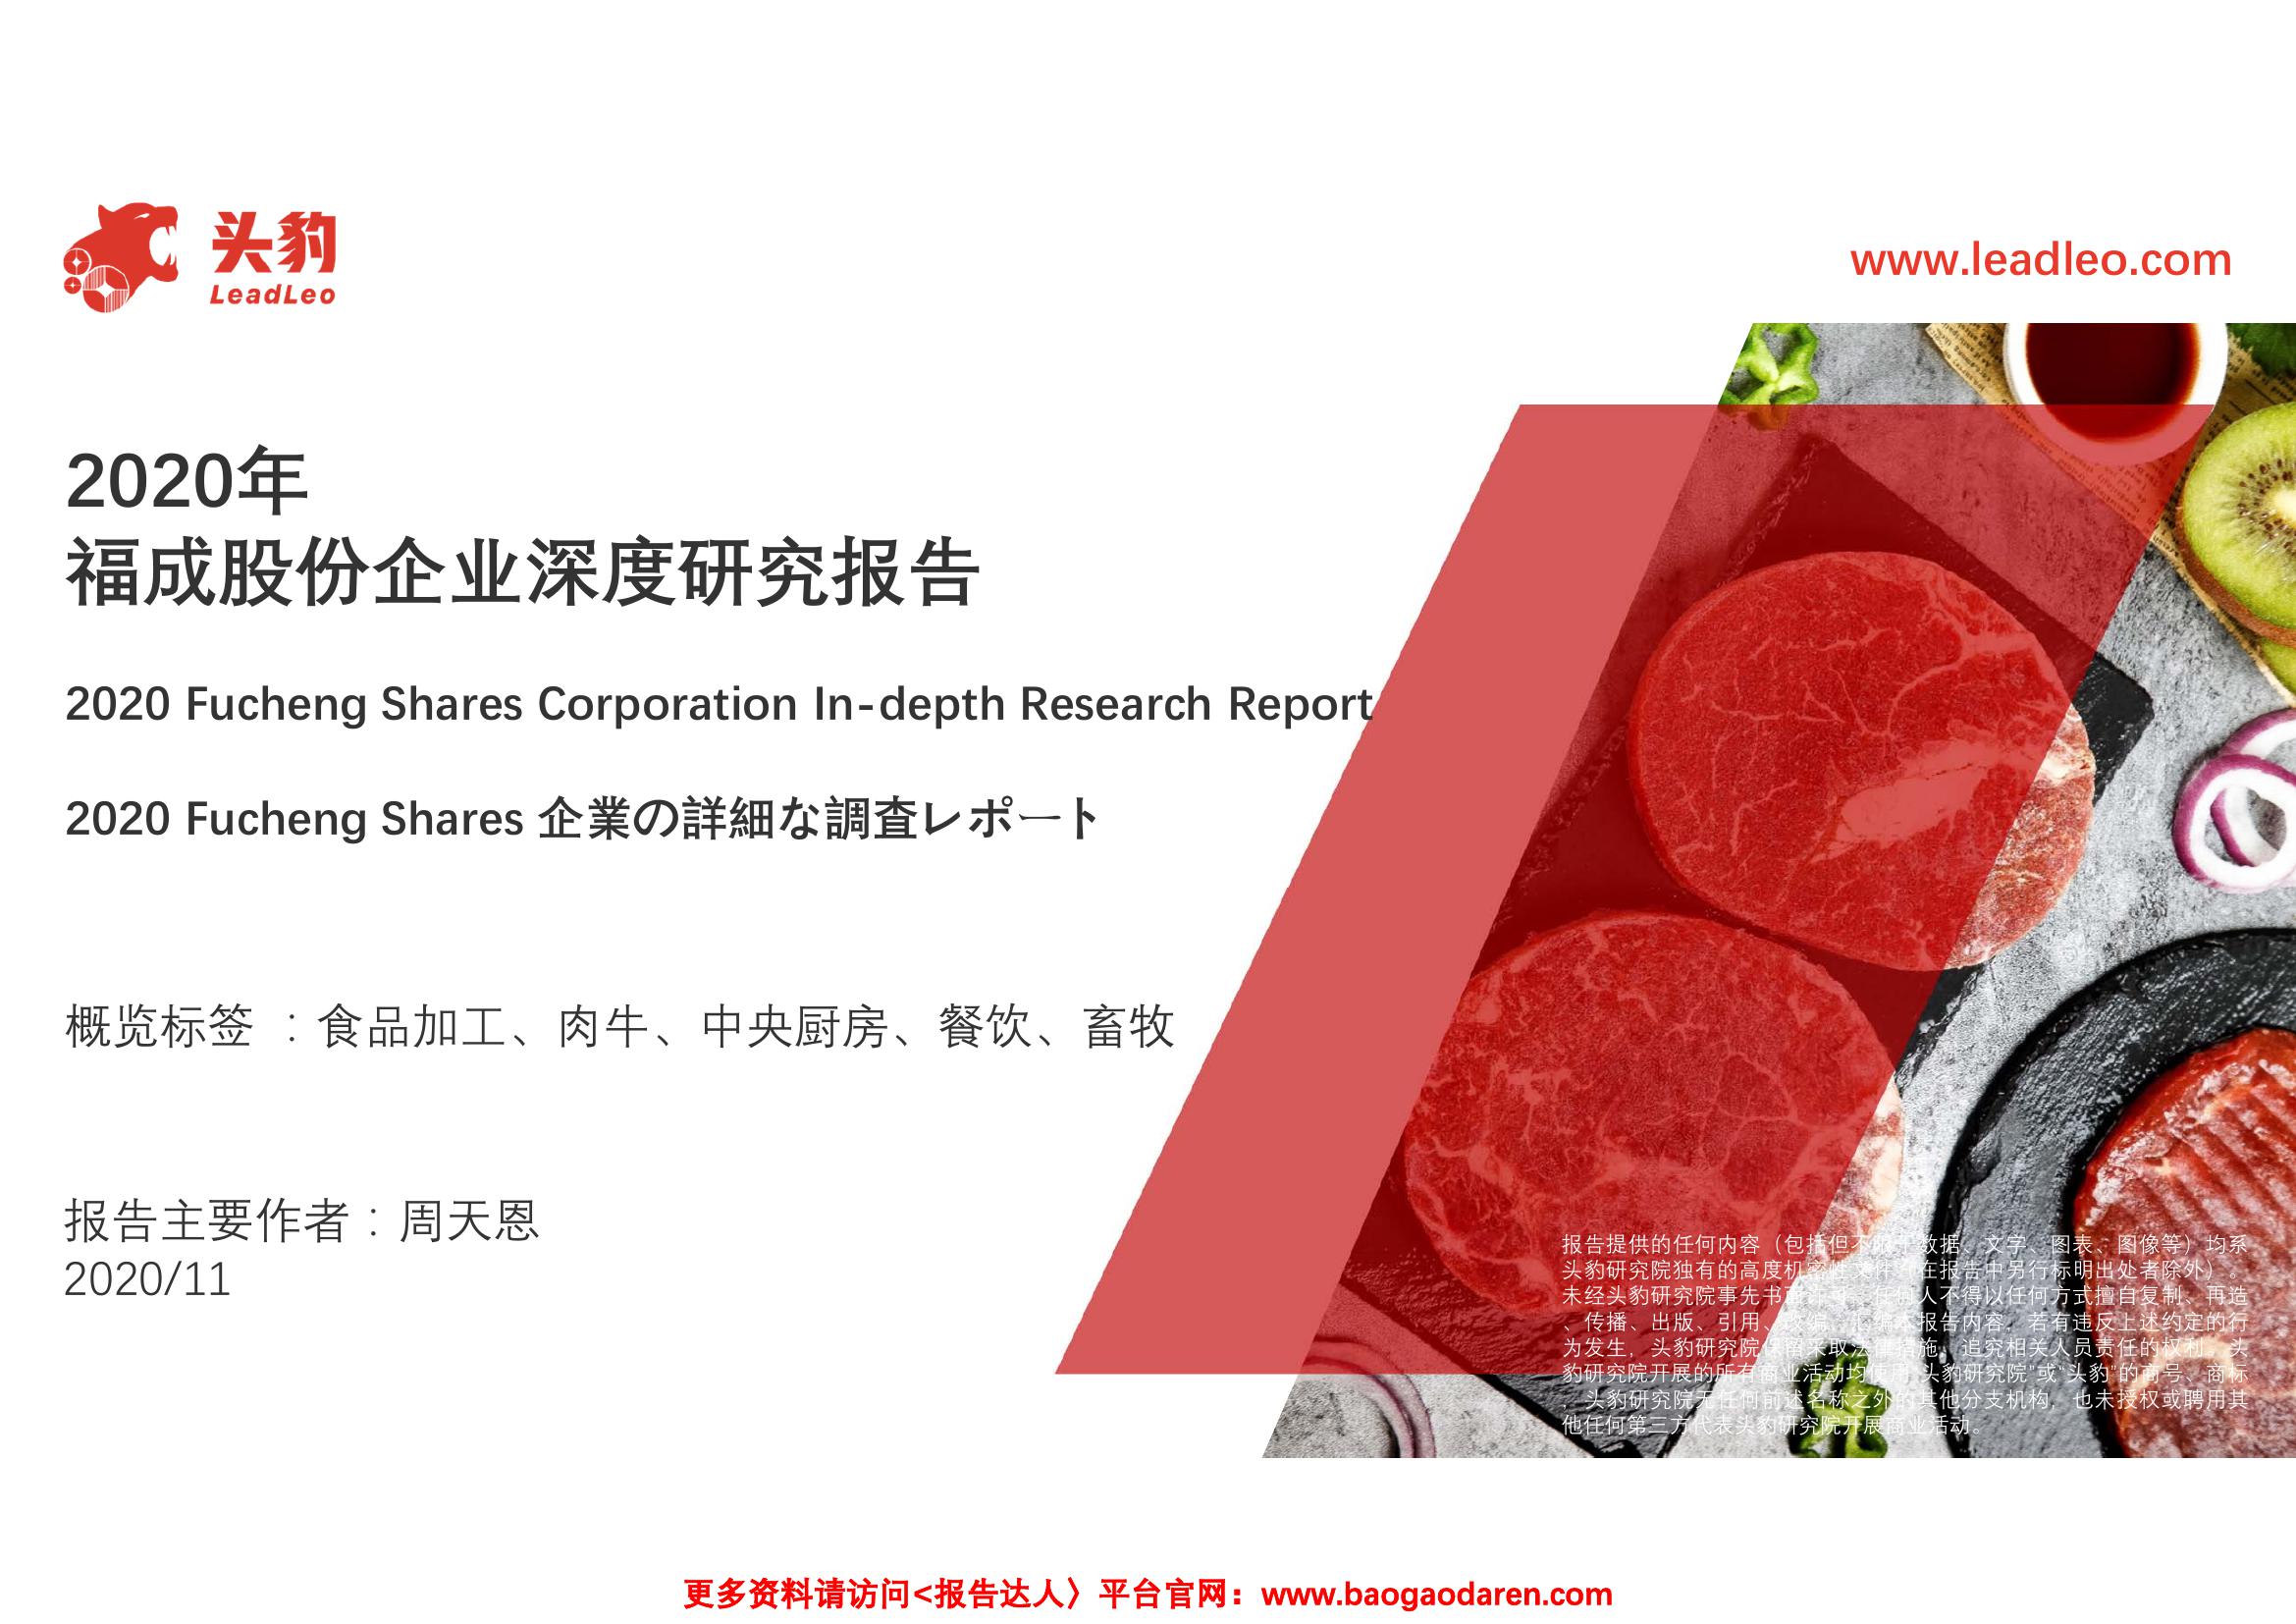 头豹
LeadLeo
www.leadleo.com
2020年
福成股份企业深度研究报告
2020 Fucheng Shares Corporation In-depth Research Report
2020 Fucheng Shares 企業の詳細な調査レポート
概览标签 ：食品加工、肉牛、中央厨房、餐饮、畜牧
报告主要作者：周天恩
2020/11
报告提供的任何内容（包括但不限于数据、文字、图表、图像等）均系
头豹研究院独有的高度机密性文件（在报告中另行标明出处者除外）。
未经头豹研究院事先书面许可，任何人不得以任何方式擅自复制、再造
、传播、出版、引用、改编、汇编本报告内容，若有违反上述约定的行
为发生，头豹研究院保留采取法律措施，追究相关人员责任的权利。头
豹研究院开展的所有商业活动均使用“头豹研究院”或“头豹”的商号、商标
，头豹研究院无任何前述名称之外的其他分支机构，也未授权或聘用其
他任何第三方代表头豹研究院开展商业活动。
更多资料请访问<报告达人〉平台官网：www.baogaodaren.com